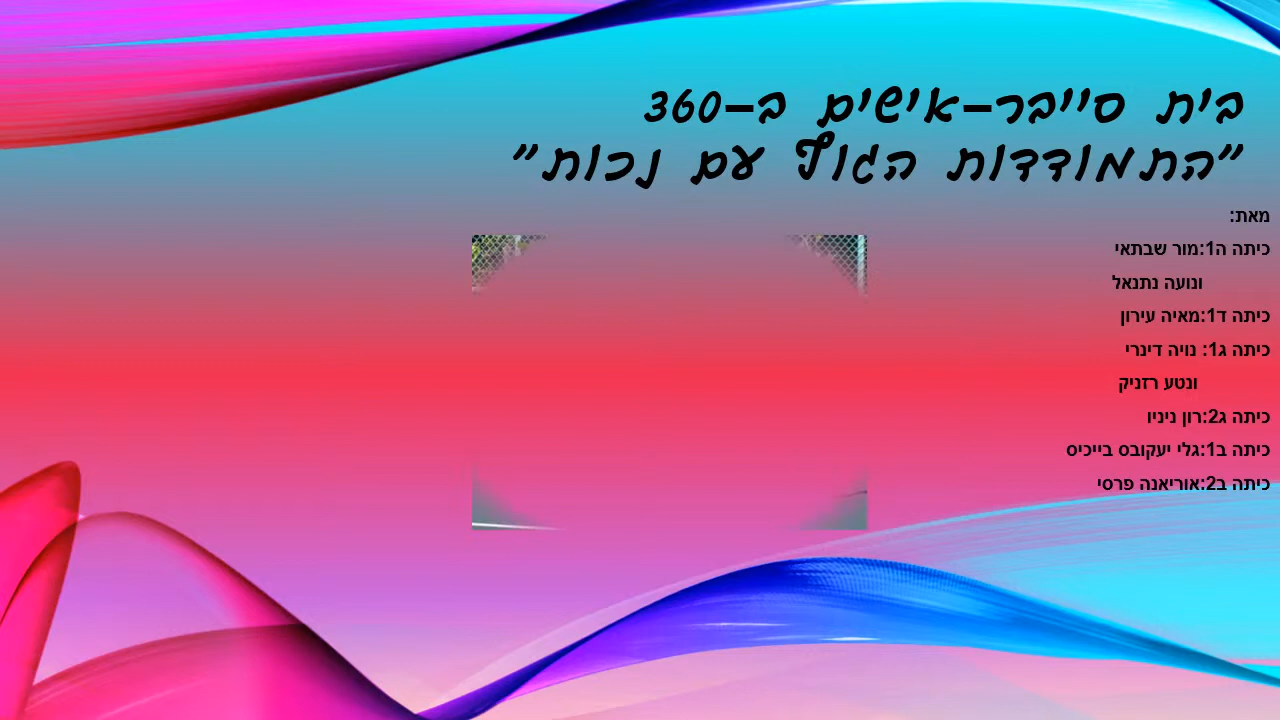 בית סייבר-אישים ב-360
"התמודדות הגוף עם נכות"
מאת:
כיתה ה1:מור שבתאי
ונועה נתנאל
כיתה ד1:מאיה עירון
כיתה ג1: נויה דינרי
ונטע רזניק
כיתה ג2:רון ניניו
כיתה ב1:גלי יעקובס בייכיס
כיתה ב2:אוריאנה פרסי